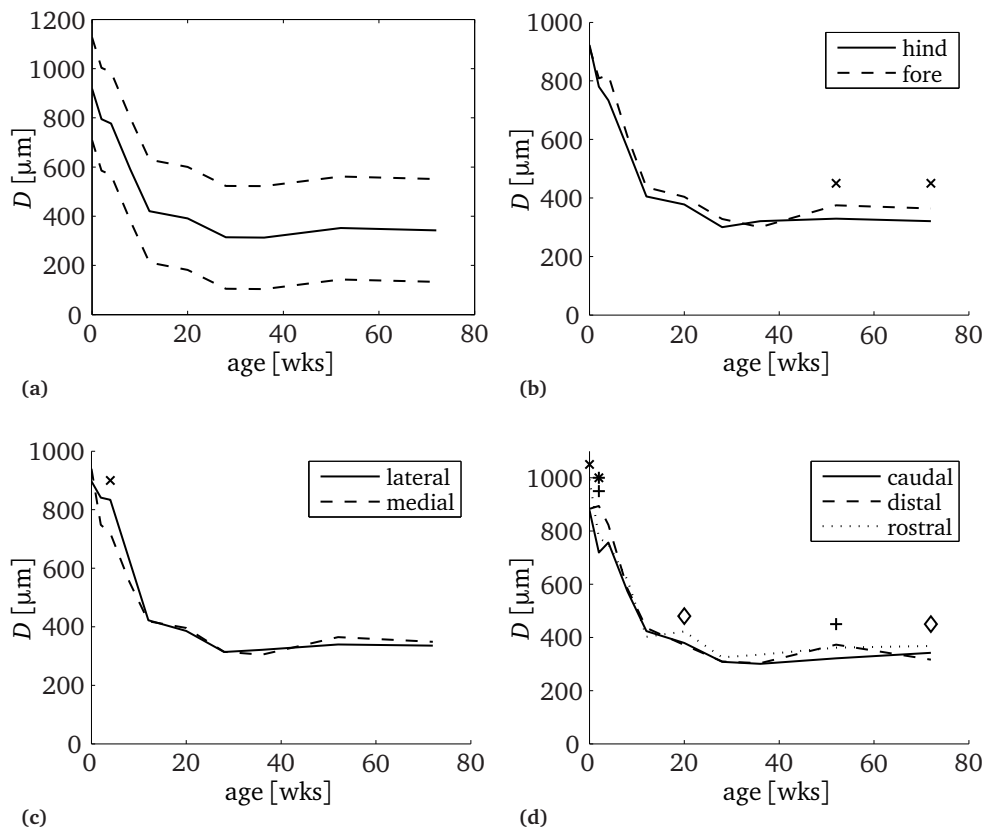 1200
1000
800
600
400
200
0
D [μm]
0 20 40 60 80
age [wks]
(a)
1000
800
600
400
200
0
D [μm]
hind
fore
0 20 40 60 80
age [wks]
(b)
1000
800
600
400
200
0
D [μm]
lateral
medial
0 20 40 60 80
age [wks]
(c)
1000
800
600
400
200
0
D [μm]
caudal
distal
rostral
0 20 40 60 80
age [wks]
(d)